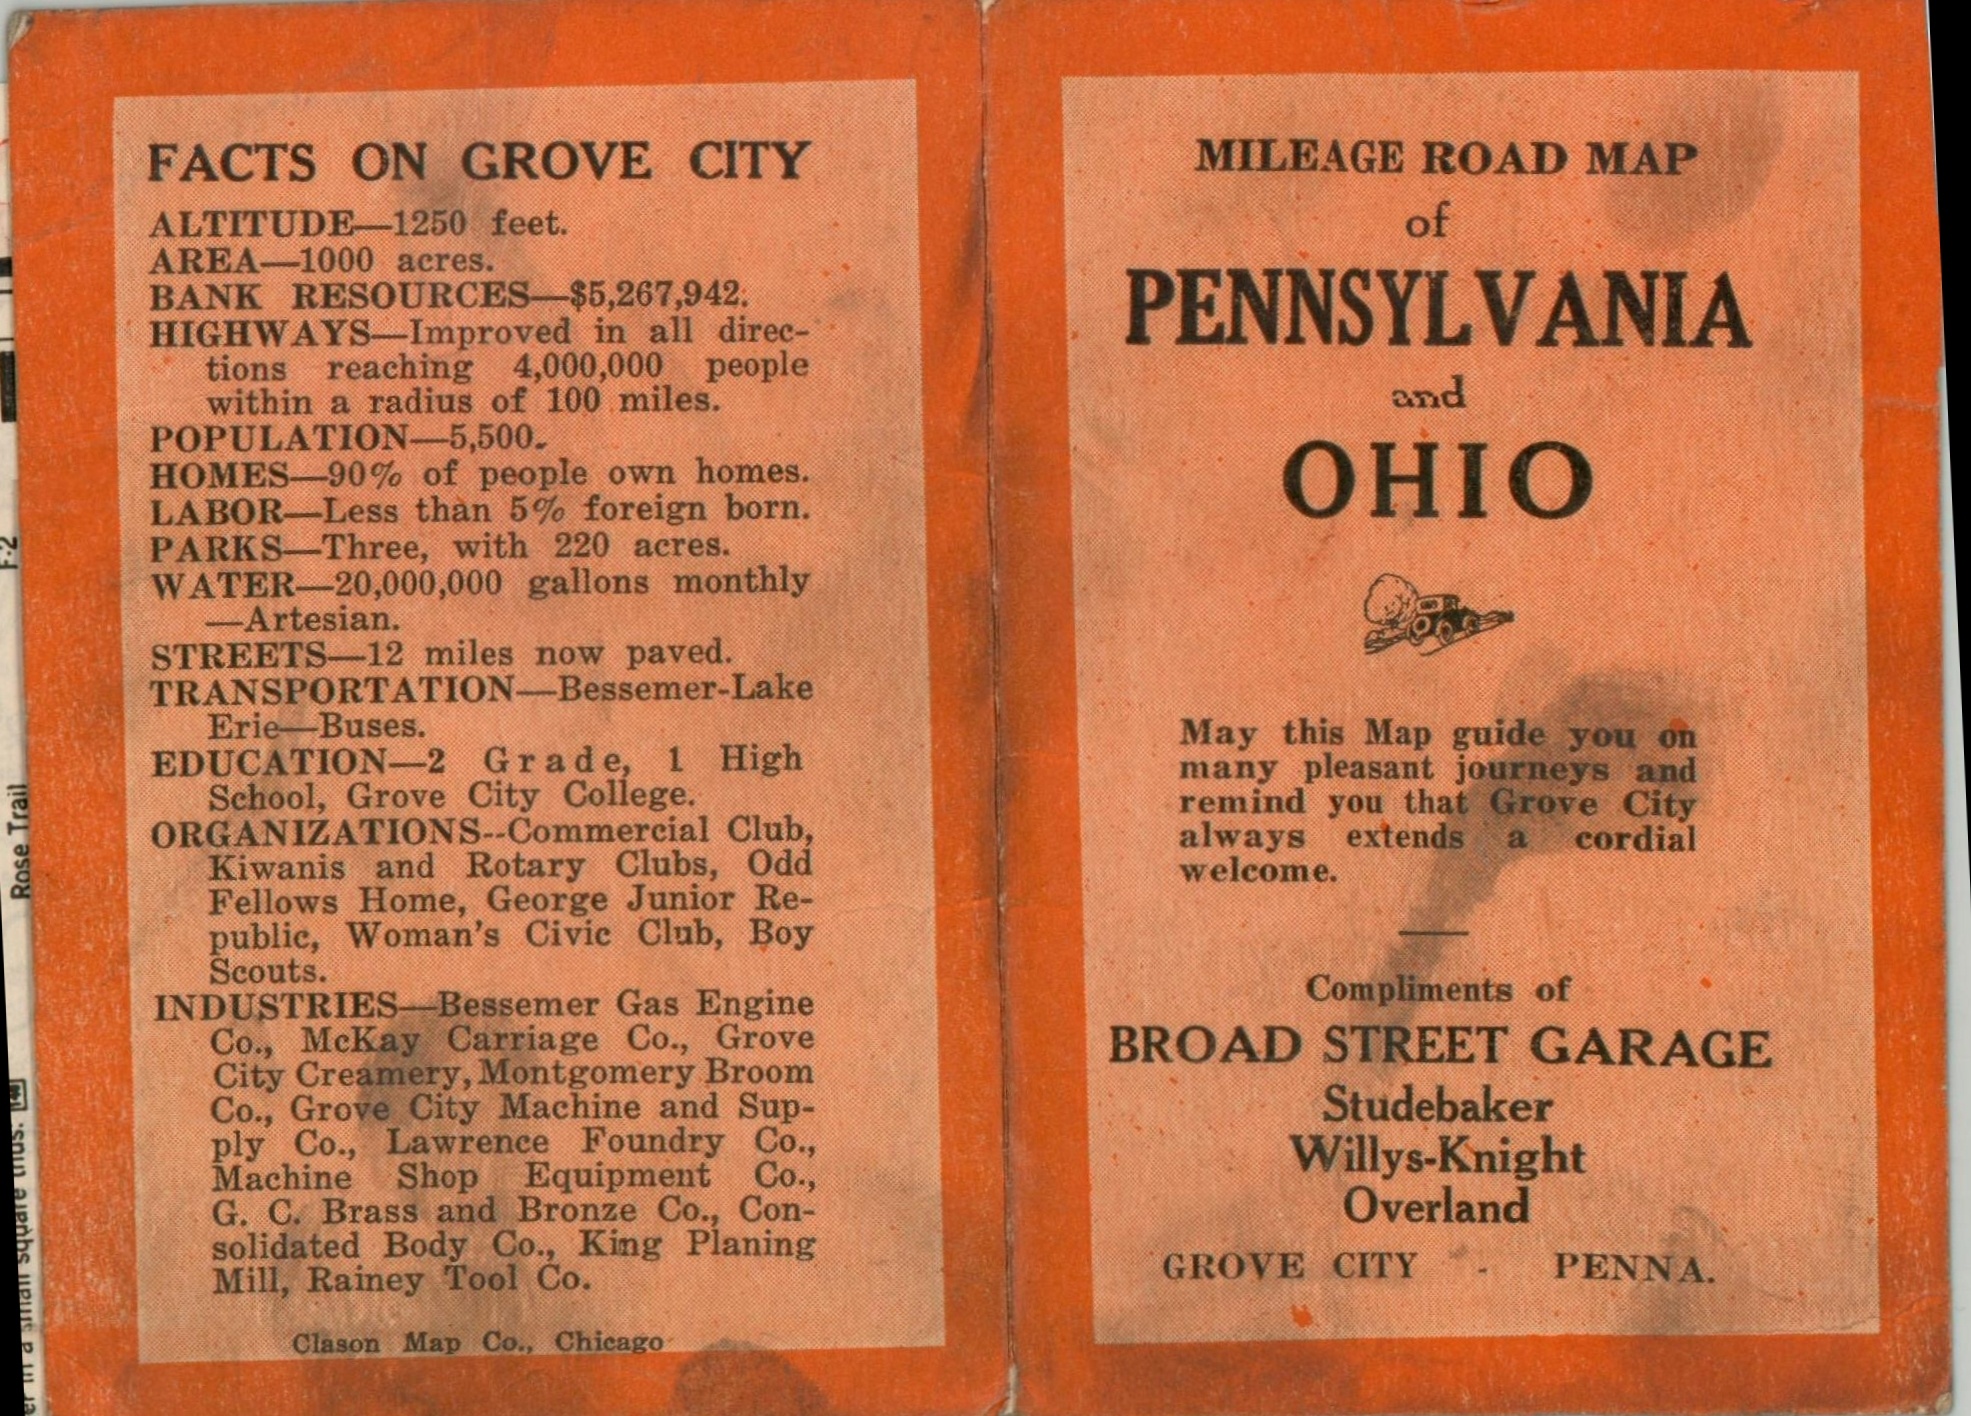 FACTS ON GROVE CITY
ALTITUDE—1250 feet.
AREA—1000 acres.
BANK RESOURCES—$5,267,942.
HIGHWAYS—Improved in all direc-
tions reaching 4,000,000 people
within a radius of 100 miles.
POPULATION—5,500.
HOMES—90% of people own homes.
LABOR—Less than 5% foreign born.
PARKS—Three, with 220 acres.
WATER—20,000,000 gallons monthly
—Artesian.
STREETS—12 miles now paved.
TRANSPORTATION—Bessemer-Lake
Erie—Buses.
EDUCATION—2 Grade, 1 High
School, Grove City College.
ORGANIZATIONS--Commercial Club,
Kiwanis and Rotary Clubs, Odd
Fellows Home, George Junior Re-
public, Woman's Civic Club, Boy
Scouts.
INDUSTRIES—Bessemer Gas Engine
Co., McKay Carriage Co., Grove
City Creamery, Montgomery Broom
Co., Grove City Machine and Sup-
ply Co., Lawrence Foundry Co.,
Machine Shop Equipment Co.,
G. C. Brass and Bronze Co., Con-
solidated Body Co., King Planing
Mill, Rainey Tool Co.
Clason Map Co., Chicago
MILEAGE ROAD MAP
of
PENNSYLVANIA
and
OHIO
May this Map guide you on
many pleasant journeys and
remind you that Grove City
always extends a cordial
welcome.
Compliments of
BROAD STREET GARAGE
Studebaker
Willys-Knight
Overland
GROVE CITY - PENNA.
F-2
Rose Trail
in a small square thus.